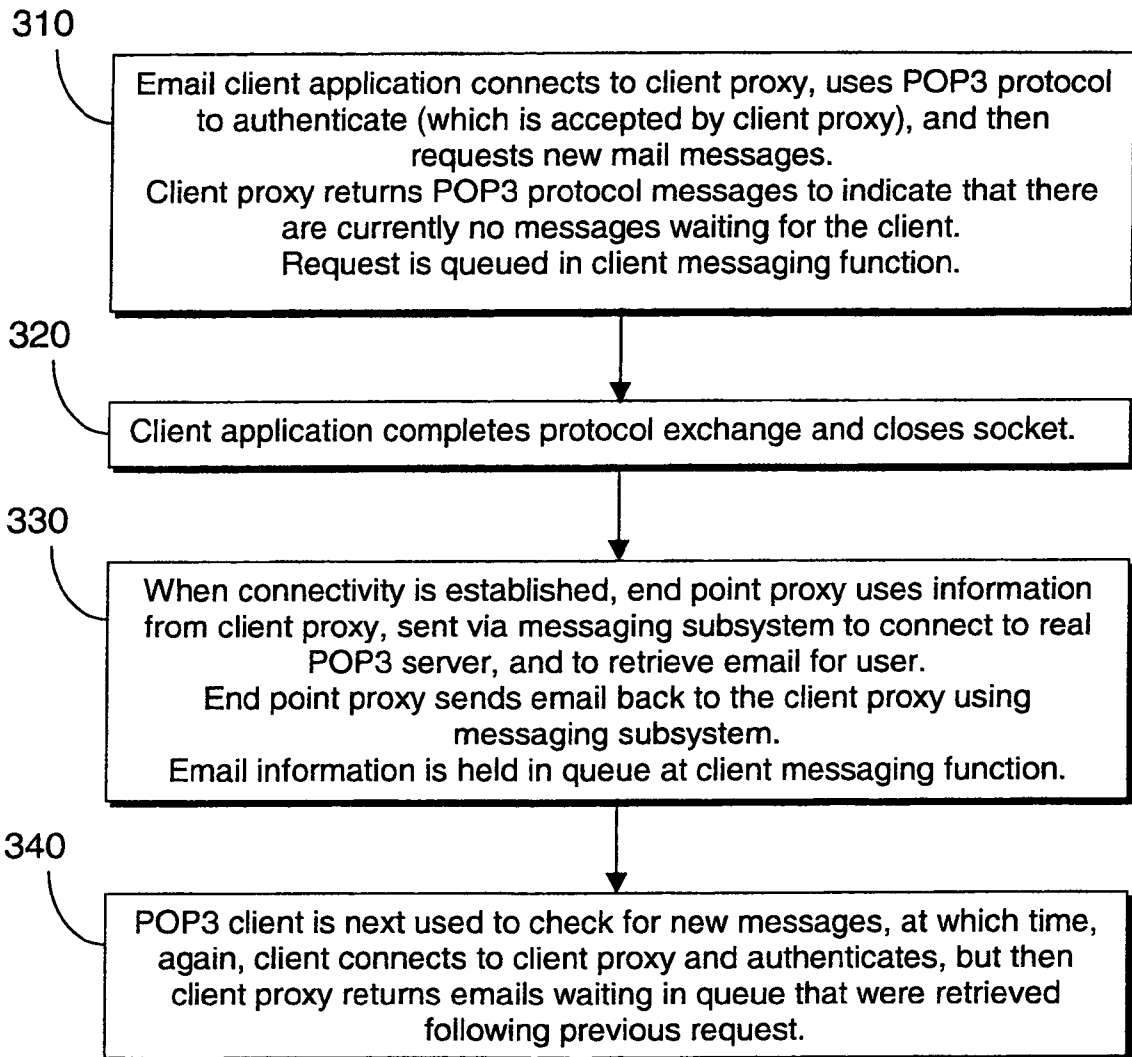 310
Email client application connects to client proxy, uses POP3 protocol
to authenticate (which is accepted by client proxy), and then
requests new mail messages.
Client proxy returns POP3 protocol messages to indicate that there
are currently no messages waiting for the client.
Request is queued in client messaging function.
320
Client application completes protocol exchange and closes socket.
330
When connectivity is established, end point proxy uses information
from client proxy, sent via messaging subsystem to connect to real
POP3 server, and to retrieve email for user.
End point proxy sends email back to the client proxy using
messaging subsystem.
Email information is held in queue at client messaging function.
340
POP3 client is next used to check for new messages, at which time,
again, client connects to client proxy and authenticates, but then
client proxy returns emails waiting in queue that were retrieved
following previous request.